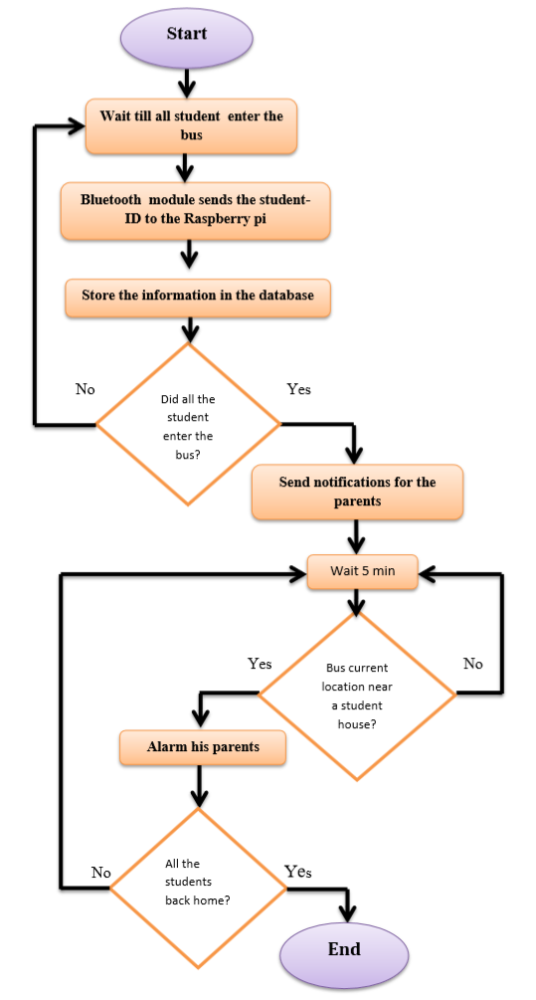 Start
Wait till all student enter the
bus
Bluetooth module sends the student-
ID to the Raspberry pi
Store the information in the database
No
Yes
Did all the
student
enter the
bus?
Send notifications for the
parents
Wait 5 min
Yes
No
Bus current
location near
a student
house?
Alarm his parents
No
Yes
All the
students
back home?
End